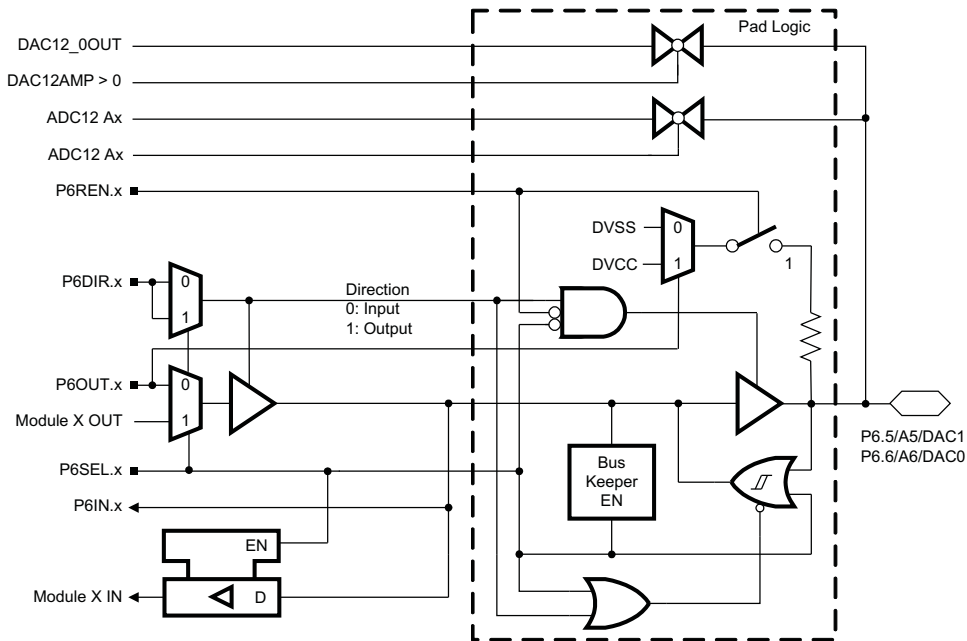 Pad Logic
DAC12_0OUT
DAC12AMP > 0
ADC12 Ax
ADC12 Ax
P6REN.x
DVSS
0
DVCC
1
1
P6DIR.x
0
1
Direction
0: Input
1: Output
P6OUT.x
0
Module X OUT
1
P6.5/A5/DAC1
P6.6/A6/DAC0
P6SEL.x
Bus
Keeper
EN
P6IN.x
EN
Module X IN
D